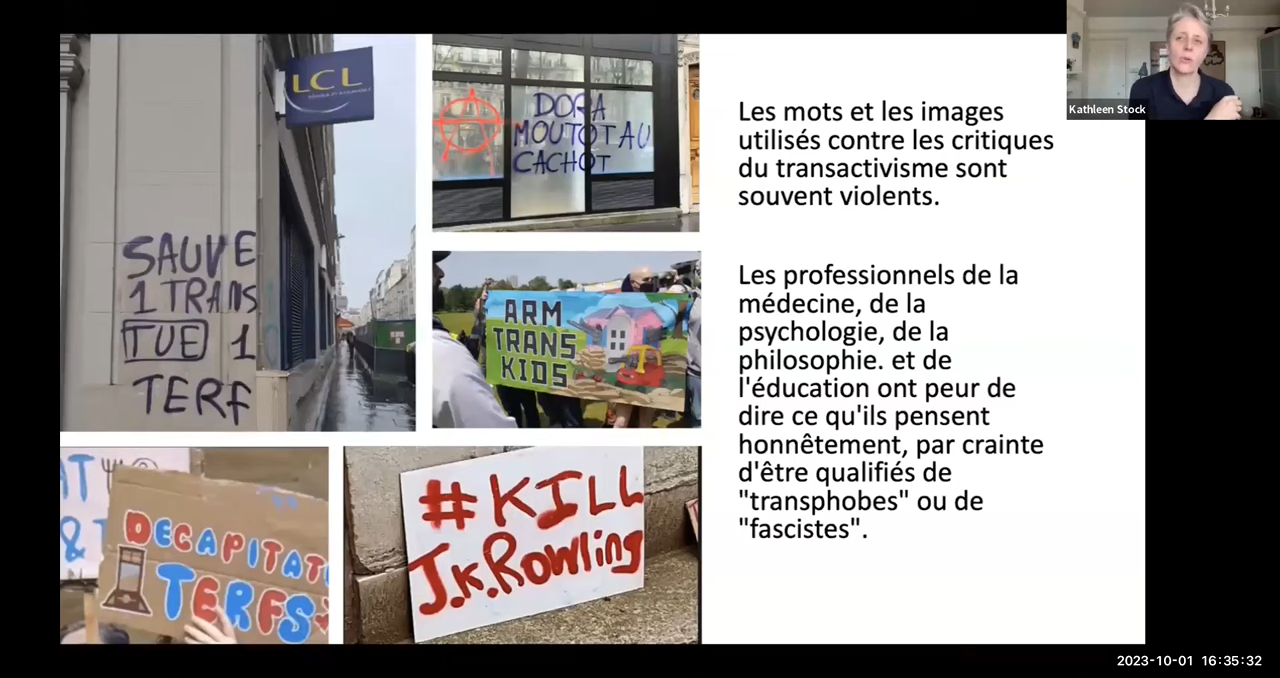 LCL
SAUVE
1 TRANS
TUE 1
TERF
DORA
MOUTOT AU
CACHOT
ARM
TRANS
KIDS
AT
& T
DECAPITAT
TERFS
#KILL
J.K.Rowling
Les mots et les images
utilisés contre les critiques
du transactivisme sont
souvent violents.
Les professionnels de la
médecine, de la
psychologie, de la
philosophie. et de
l'éducation ont peur de
dire ce qu'ils pensent
honnêtement, par crainte
d'être qualifiés de
"transphobes" ou de
"fascistes".
Kathleen Stock
2023-10-01 16:35:32